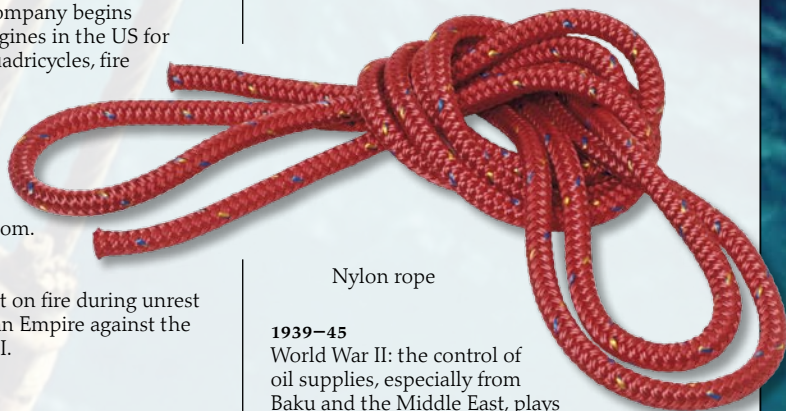 ompany begins
gines in the US for
adricycles, fire
om.
t on fire during unrest
n Empire against the
I.
Nylon rope
1939–45
World War II: the control of
oil supplies, especially from
Baku and the Middle East, plays